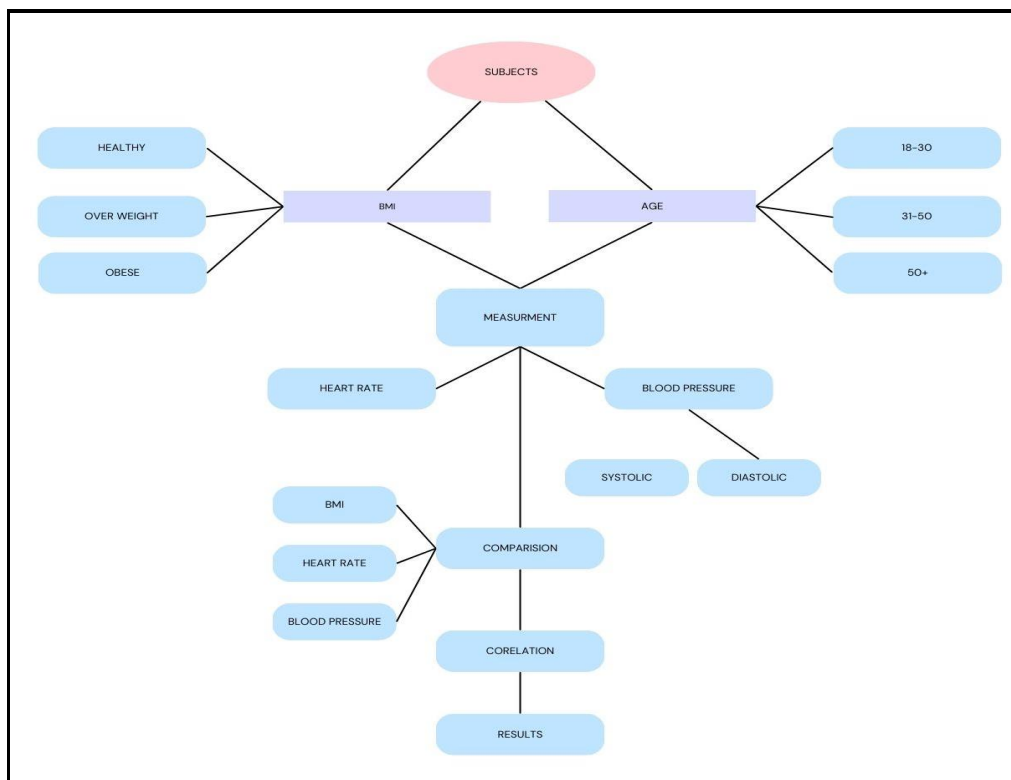 SUBJECTS
HEALTHY
18-30
OVER WEIGHT
BMI
AGE
31-50
OBESE
50+
MEASURMENT
HEART RATE
BLOOD PRESSURE
SYSTOLIC
DIASTOLIC
BMI
COMPARISION
HEART RATE
BLOOD PRESSURE
CORELATION
RESULTS